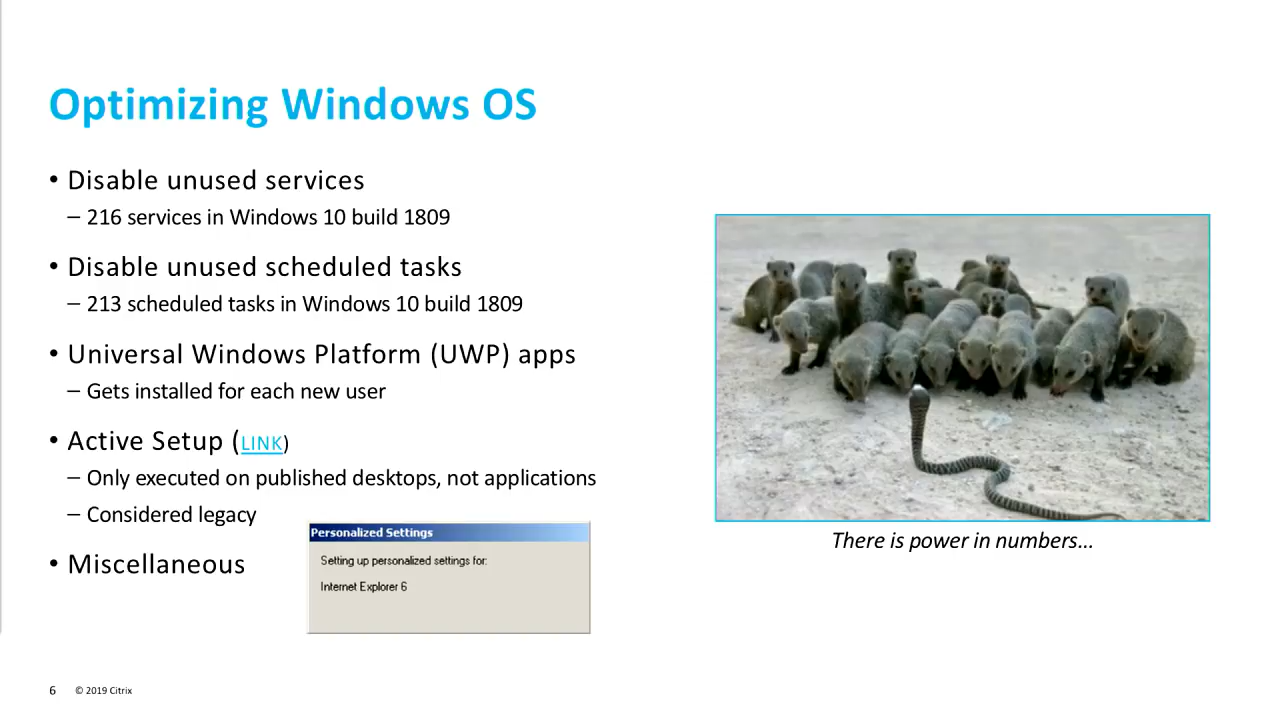 Optimizing Windows OS
• Disable unused services
– 216 services in Windows 10 build 1809
• Disable unused scheduled tasks
– 213 scheduled tasks in Windows 10 build 1809
• Universal Windows Platform (UWP) apps
– Gets installed for each new user
• Active Setup (LINK)
– Only executed on published desktops, not applications
– Considered legacy
• Miscellaneous
Personalized Settings
Setting up personalized settings for:
Internet Explorer 6
There is power in numbers...
6 © 2019 Citrix